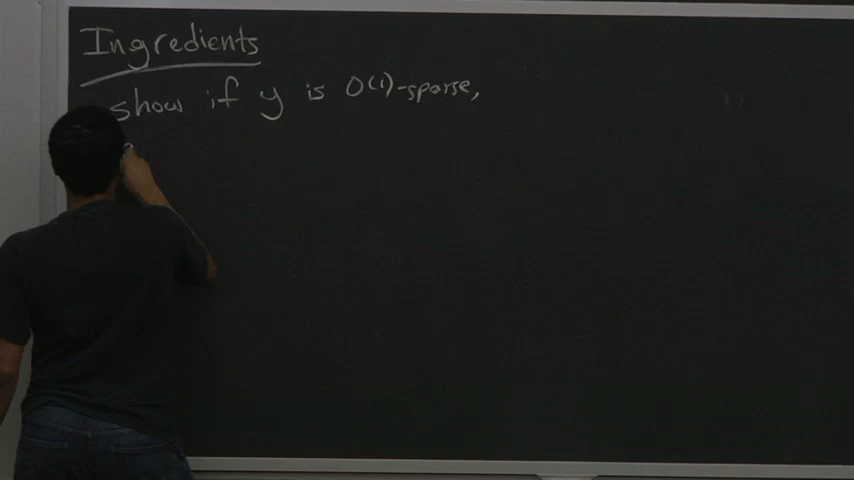 Ingredients
show if y is O(1)-sparse,